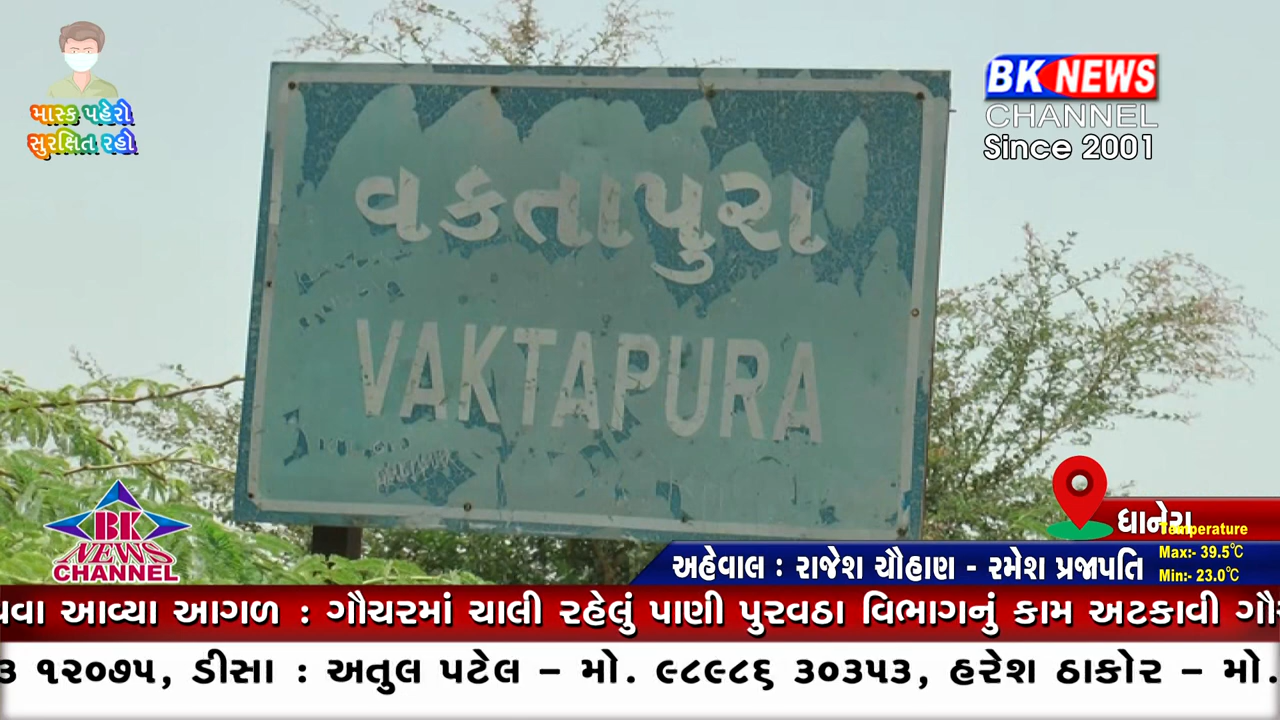 માસ્ક પહેરો
સુરક્ષિત રહો
BK NEWS
CHANNEL
Since 2001
વકતાપુરા
VAKTAPURA
ધાનેરા
Temperature
Max:- 39.5℃
Min:- 23.0℃
BK
NEWS
CHANNEL
અહેવાલ : રાજેશ ચૌહાણ - રમેશ પ્રજાપતિ
આવ્યા આગળ : ગૌચરમાં ચાલી રહેલું પાણી પુરવઠા વિભાગનું કામ અટકાવી
૧૨૦૭૫, ડીસા : અતુલ પટેલ – મો. ૯૮૯૮૬ ૩૦૩૫૩, હરેશ ઠાકોર – મો.